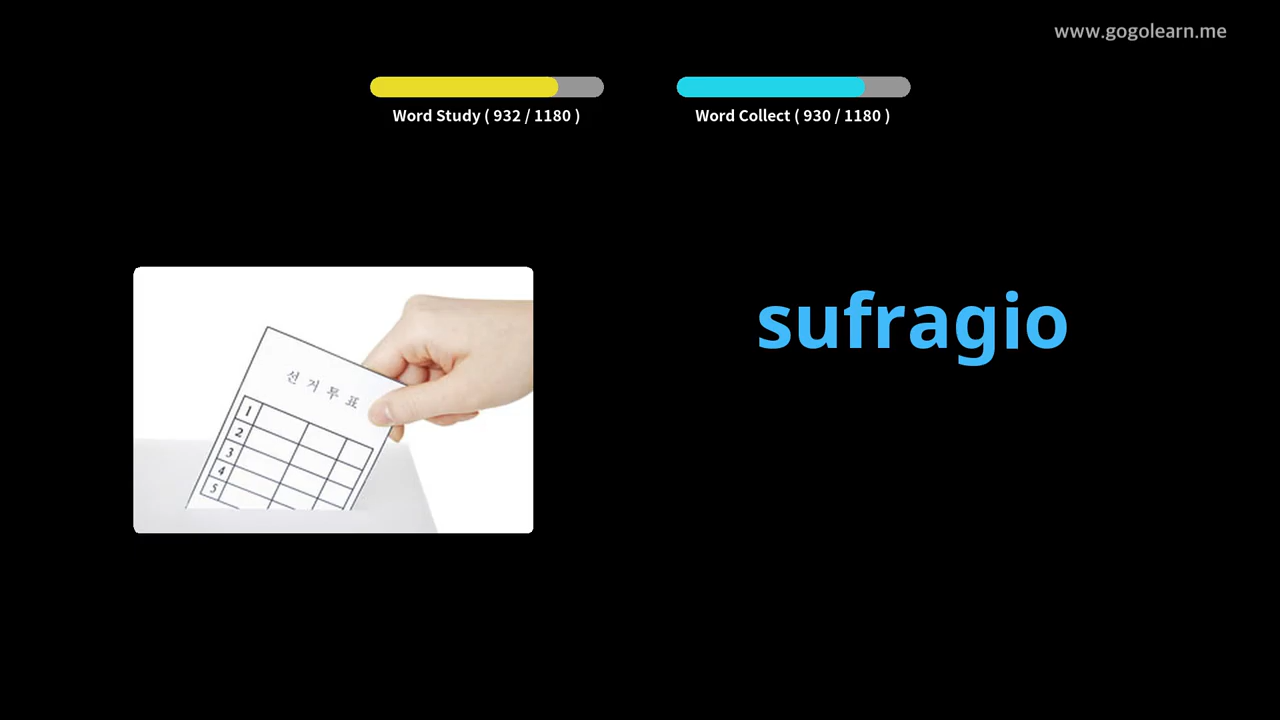 www.gogolearn.me
Word Study ( 932 / 1180 )
Word Collect ( 930 / 1180 )
sufragio
선거투표
1
2
3
4
5